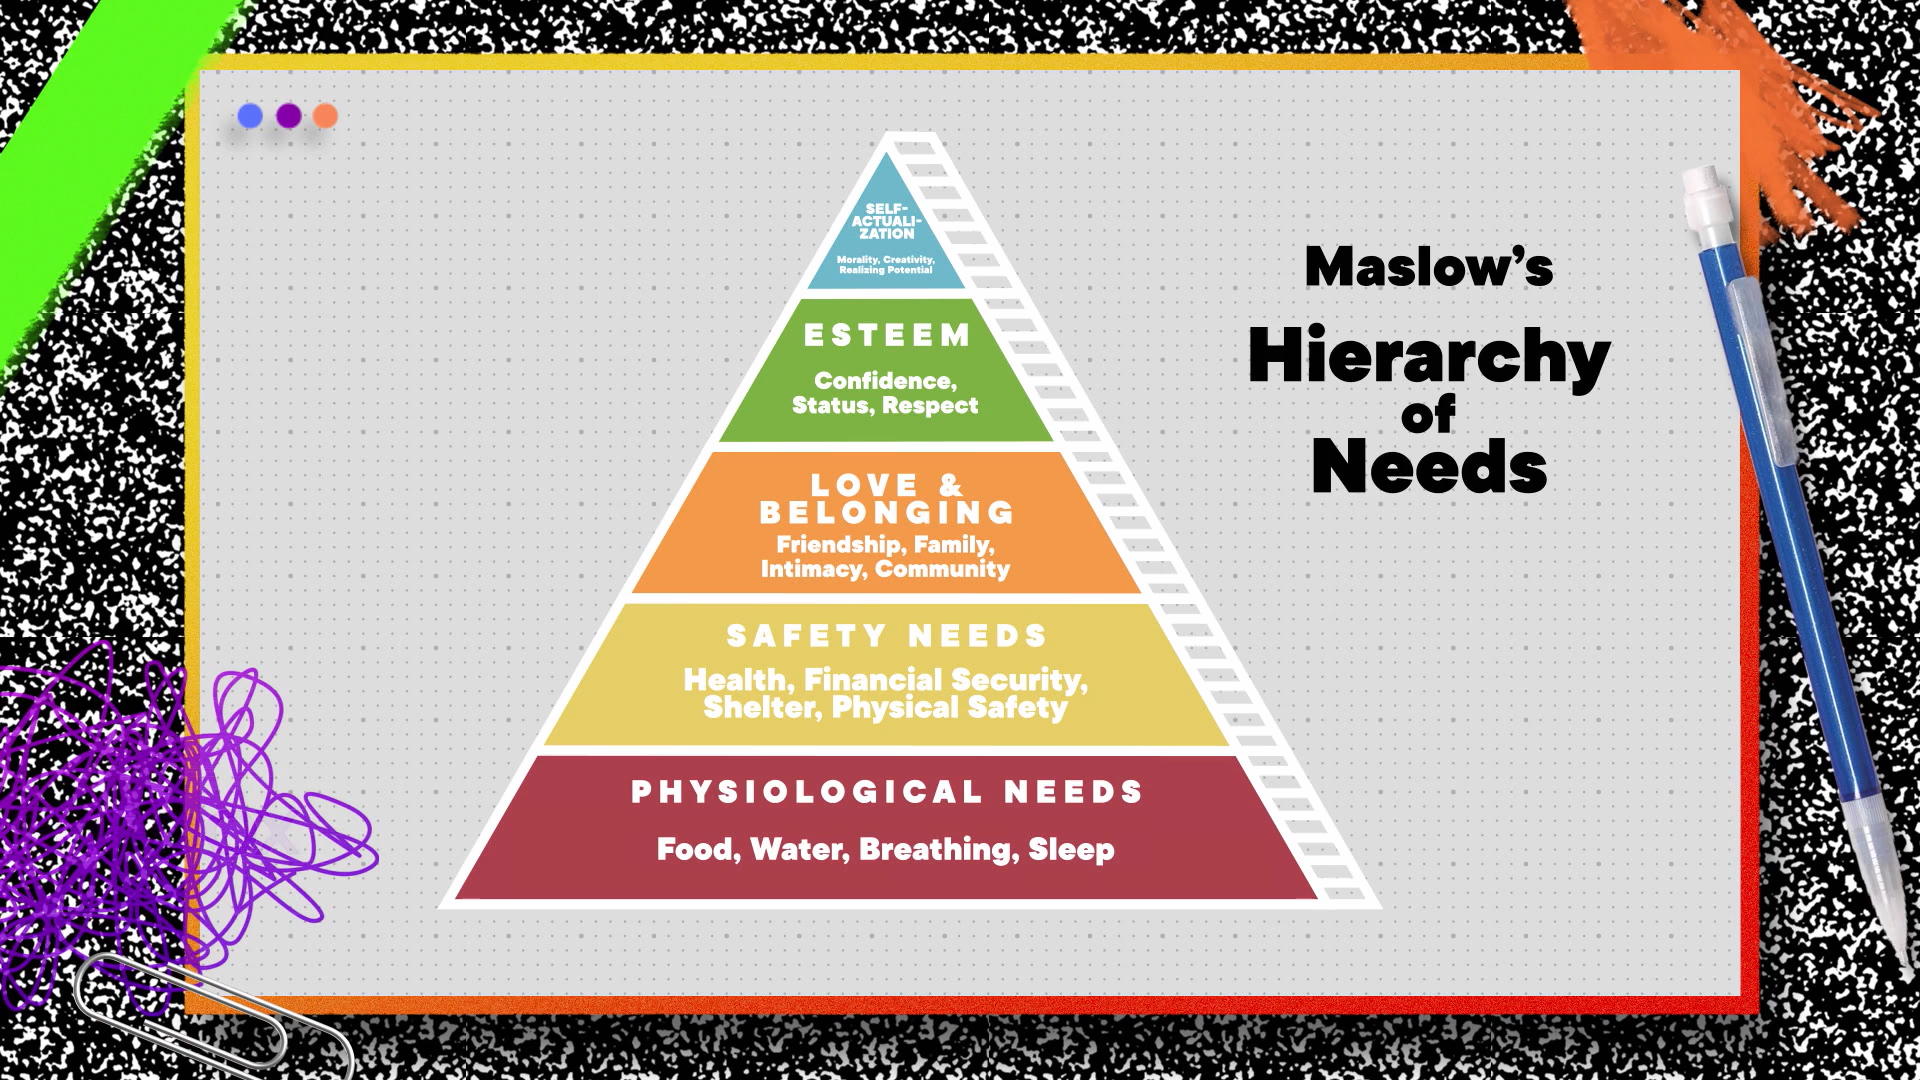 SELF-
ACTUALI-
ZATION
Morality, Creativity,
Realizing Potential
ESTEEM
Confidence,
Status, Respect
LOVE &
BELONGING
Friendship, Family,
Intimacy, Community
SAFETY NEEDS
Health, Financial Security,
Shelter, Physical Safety
PHYSIOLOGICAL NEEDS
Food, Water, Breathing, Sleep
Maslow’s
Hierarchy
of
Needs